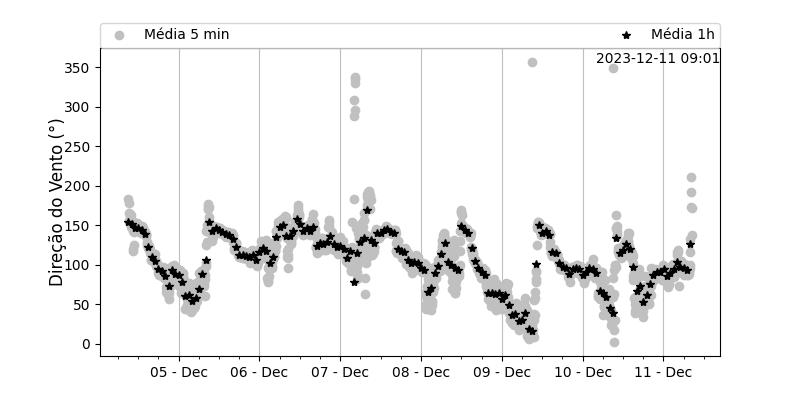 Média 5 min
Média 1h
2023-12-11 09:01
Direção do Vento (°)
350
300
250
200
150
100
50
0
05 - Dec
06 - Dec
07 - Dec
08 - Dec
09 - Dec
10 - Dec
11 - Dec